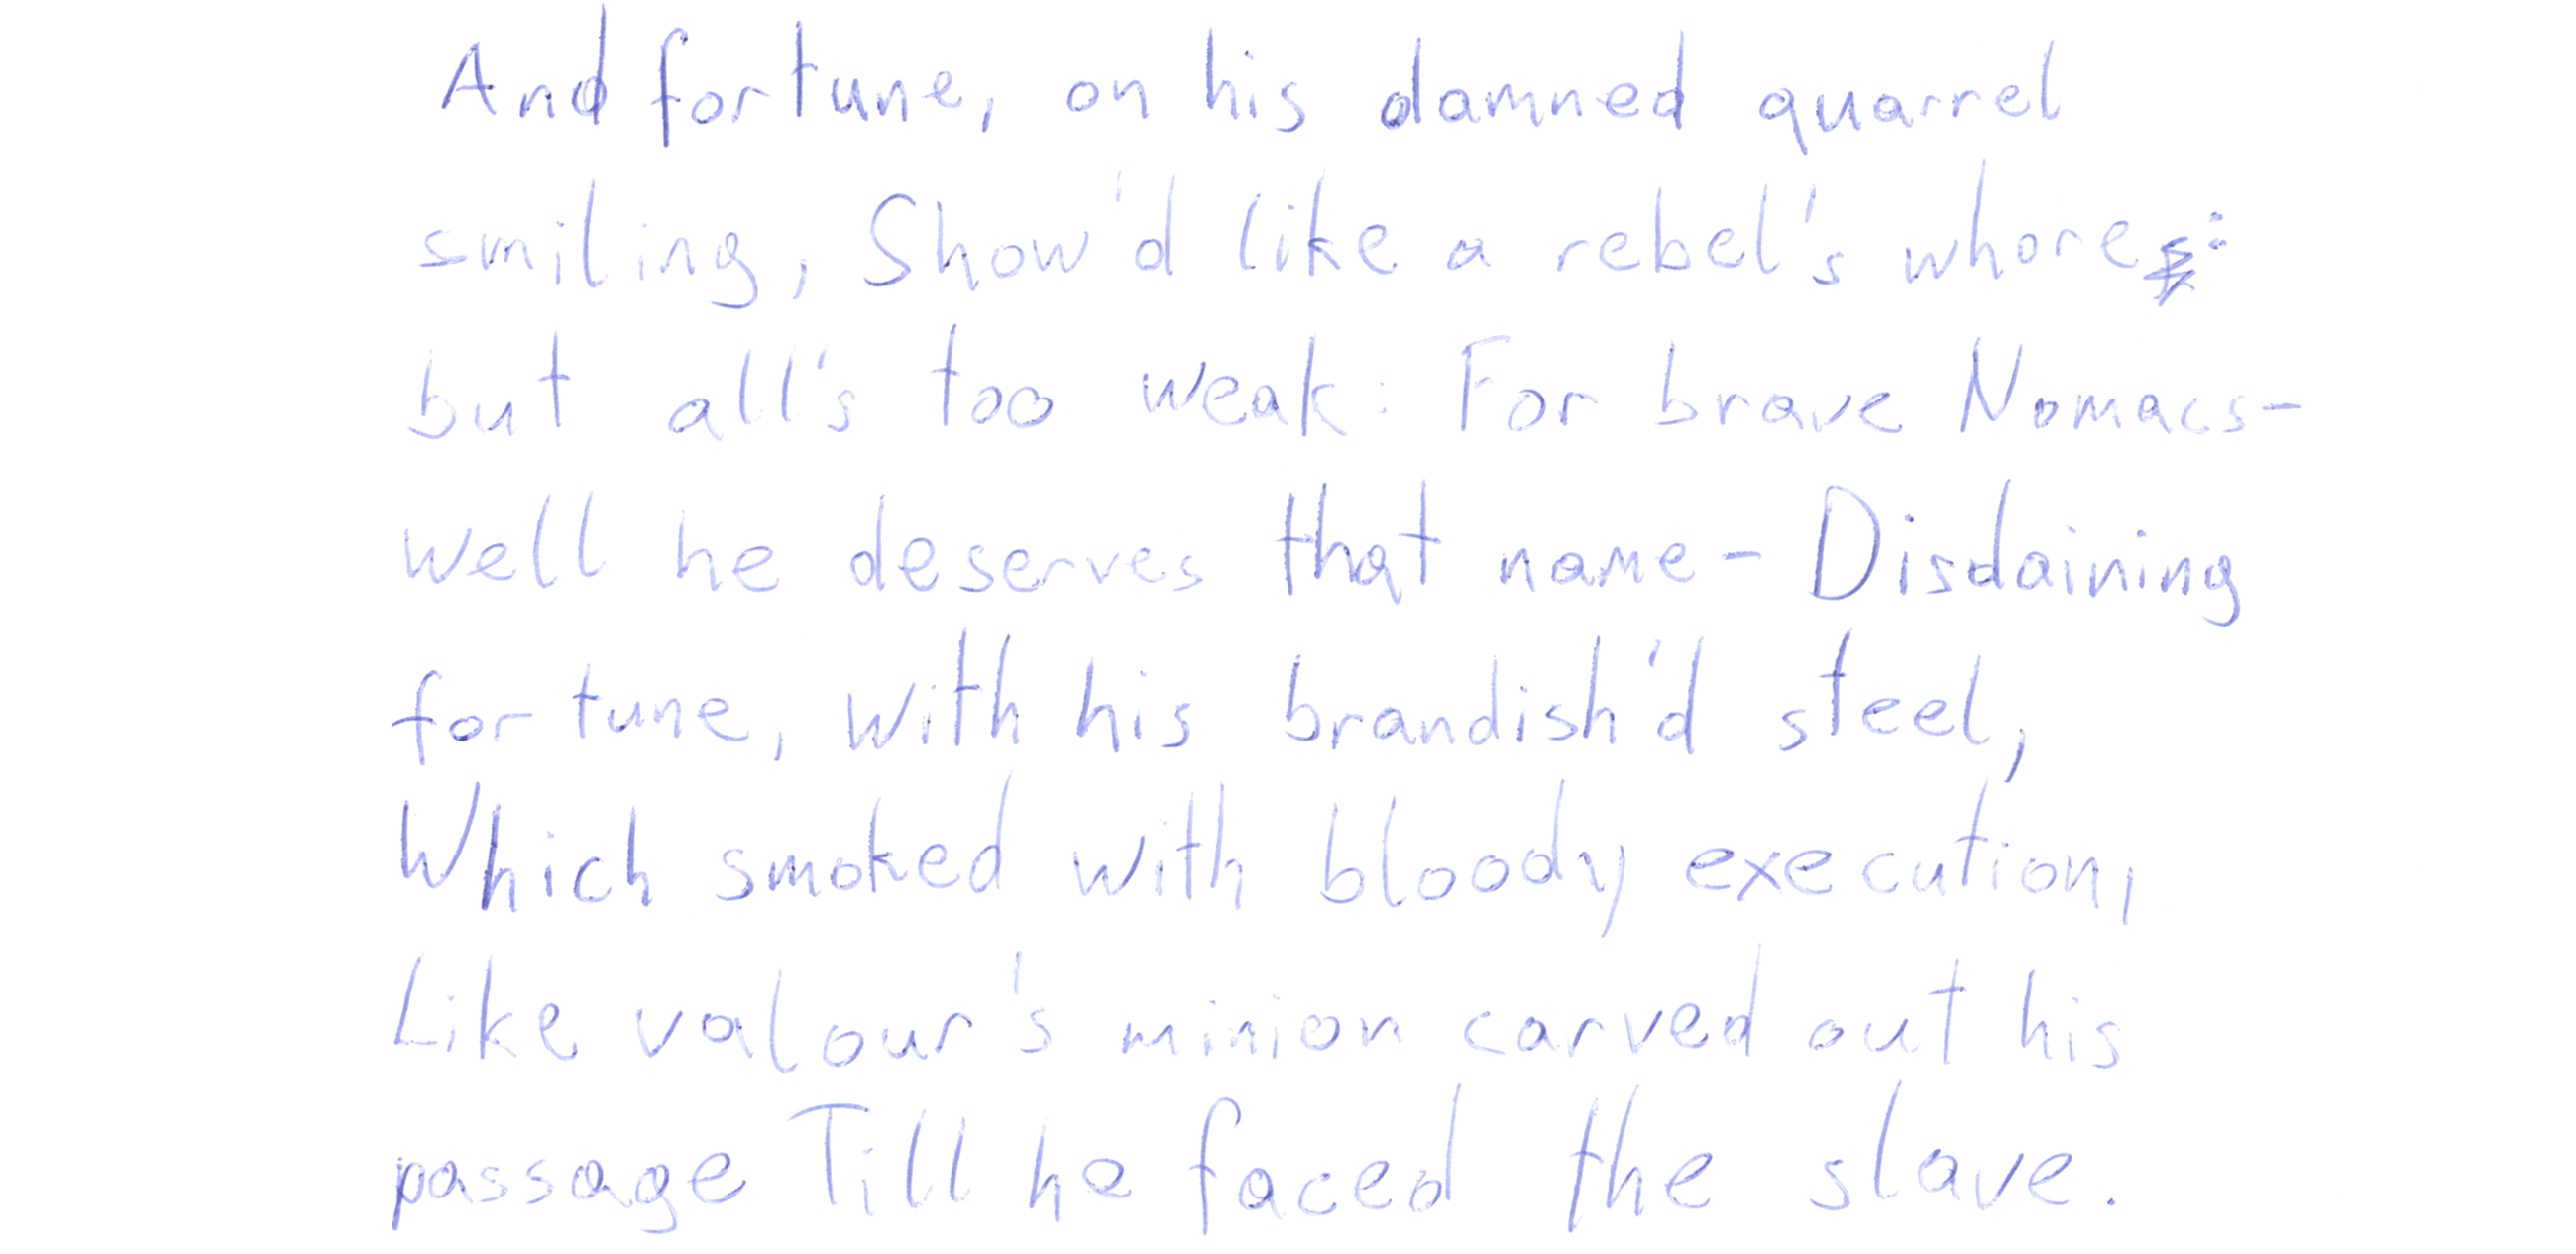 And fortune, on his damned quarrel
smiling, Show'd like a rebel's whore:
but all's too weak: For brave Nomacs-
well he deserves that name - Disdaining
fortune, with his brandish'd steel,
Which smoked with bloody execution,
Like valour's minion carved out his
passage Till he faced the slave.